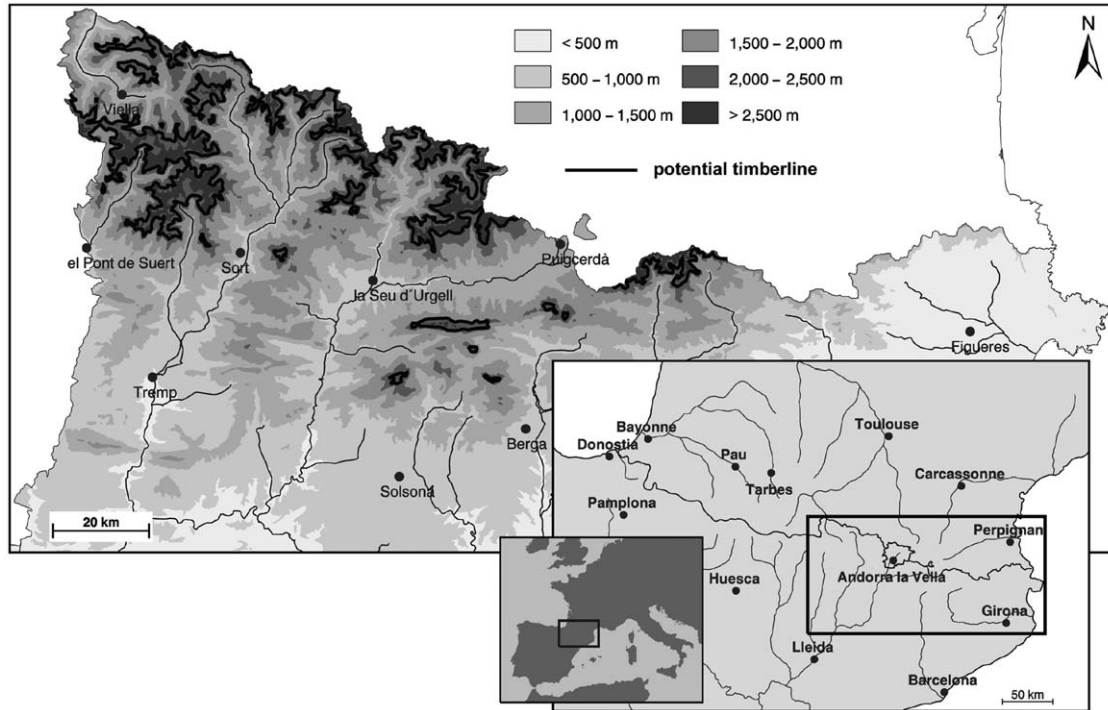 N
< 500 m
1,500 – 2,000 m
500 – 1,000 m
2,000 – 2,500 m
1,000 – 1,500 m
> 2,500 m
potential timberline
Viella
el Pont de Suert
Sort
Puigcerdà
la Seu d´Urgell
Figueres
Tremp
Berga
Solsona
20 km
Bayonne
Toulouse
Donostia
Pau
Tarbes
Carcassonne
Pamplona
Perpignan
Andorra la Vella
Huesca
Girona
Lleida
Barcelona
50 km